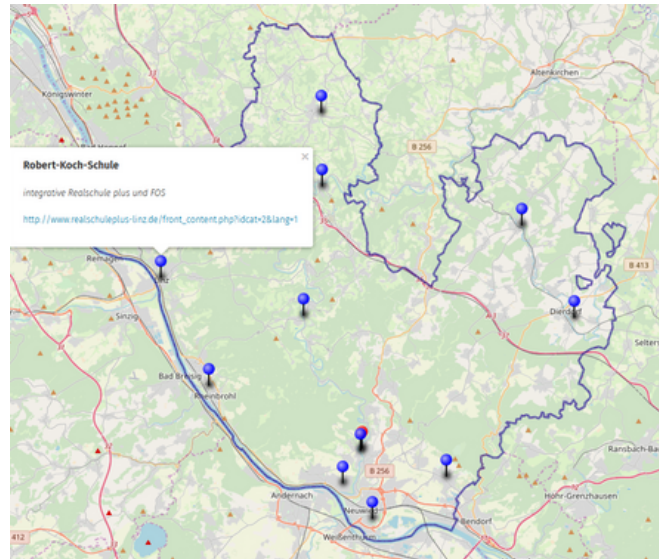 Königswinter
Altenkirchen
B 256
Robert-Koch-Schule
integrative Realschule plus und FOS
http://www.realschuleplus-linz.de/front_content.php?idcat=2&lang=1
Remagen
Sinzig
B 413
Dierdorf
Selters
Bad Breisig
Rheinbrohl
Ransbach-Ba
B 256
Andernach
Neuwied
Höhr-Grenzhausen
Bendorf
Weißenthurm
412